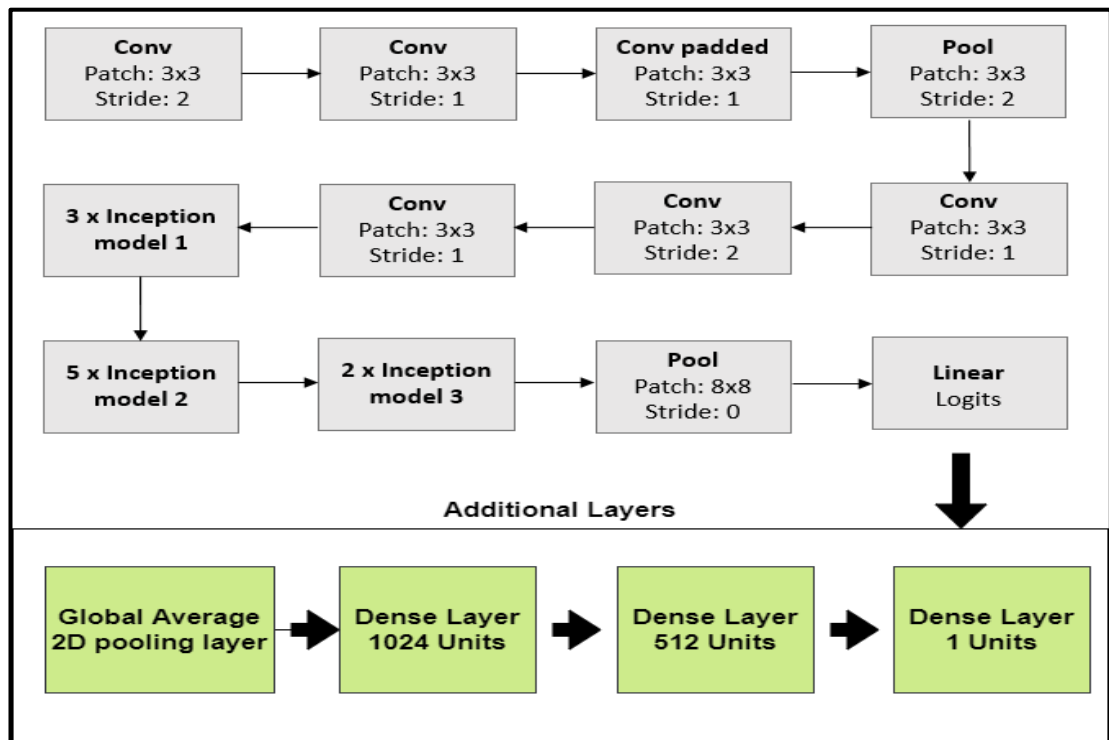 Conv
Patch: 3x3
Stride: 2
Conv
Patch: 3x3
Stride: 1
Conv padded
Patch: 3x3
Stride: 1
Pool
Patch: 3x3
Stride: 2
3 x Inception
model 1
Conv
Patch: 3x3
Stride: 1
Conv
Patch: 3x3
Stride: 2
Conv
Patch: 3x3
Stride: 1
5 x Inception
model 2
2 x Inception
model 3
Pool
Patch: 8x8
Stride: 0
Linear
Logits
Additional Layers
Global Average
2D pooling layer
Dense Layer
1024 Units
Dense Layer
512 Units
Dense Layer
1 Units